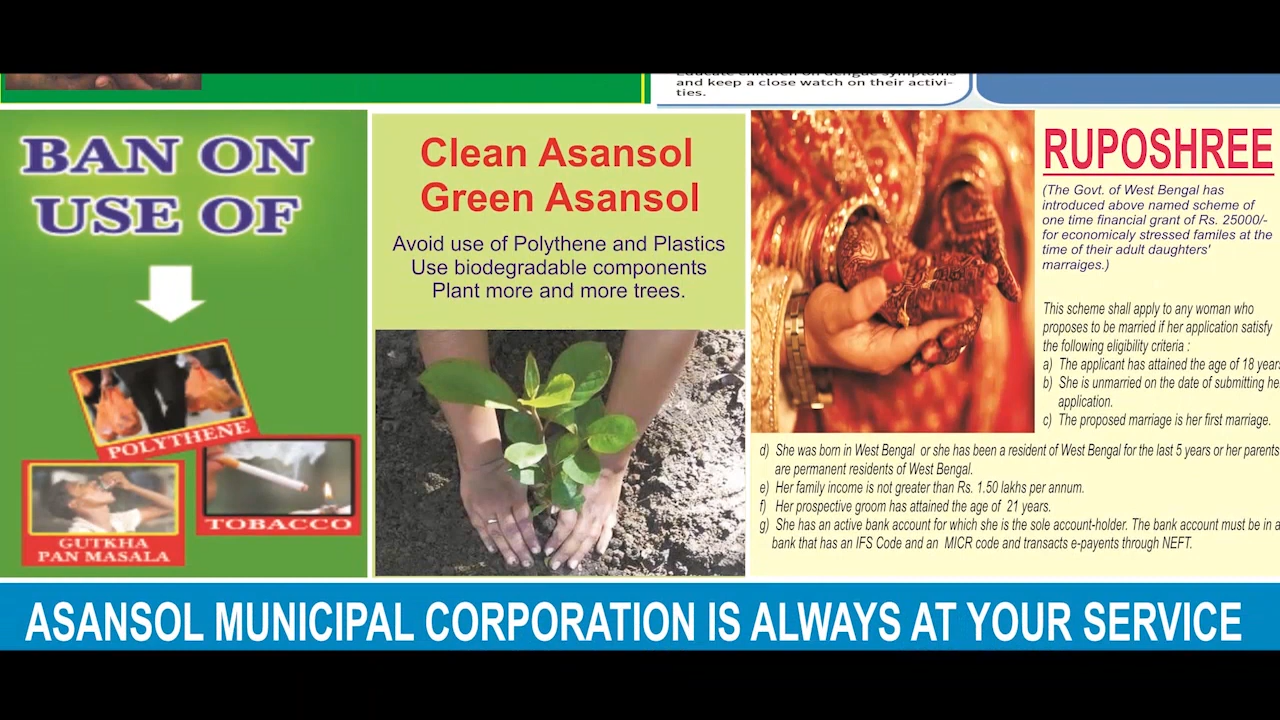 and keep a close watch on their activi-
ties.
BAN ON
USE OF
POLYTHENE
TOBACCO
GUTKHA
PAN MASALA
Clean Asansol
Green Asansol
Avoid use of Polythene and Plastics
Use biodegradable components
Plant more and more trees.
RUPOSHREE
(The Govt. of West Bengal has
introduced above named scheme of
one time financial grant of Rs. 25000/-
for economicaly stressed familes at the
time of their adult daughters'
marraiges.)
This scheme shall apply to any woman who
proposes to be married if her application satisfy
the following eligibility criteria :
a) The applicant has attained the age of 18 years
b) She is unmarried on the date of submitting he
application.
c) The proposed marriage is her first marriage.
d) She was born in West Bengal or she has been a resident of West Bengal for the last 5 years or her parents
are permanent residents of West Bengal.
e) Her family income is not greater than Rs. 1.50 lakhs per annum.
f) Her prospective groom has attained the age of 21 years.
g) She has an active bank account for which she is the sole account-holder. The bank account must be in a
bank that has an IFS Code and an MICR code and transacts e-payents through NEFT.
ASANSOL MUNICIPAL CORPORATION IS ALWAYS AT YOUR SERVICE